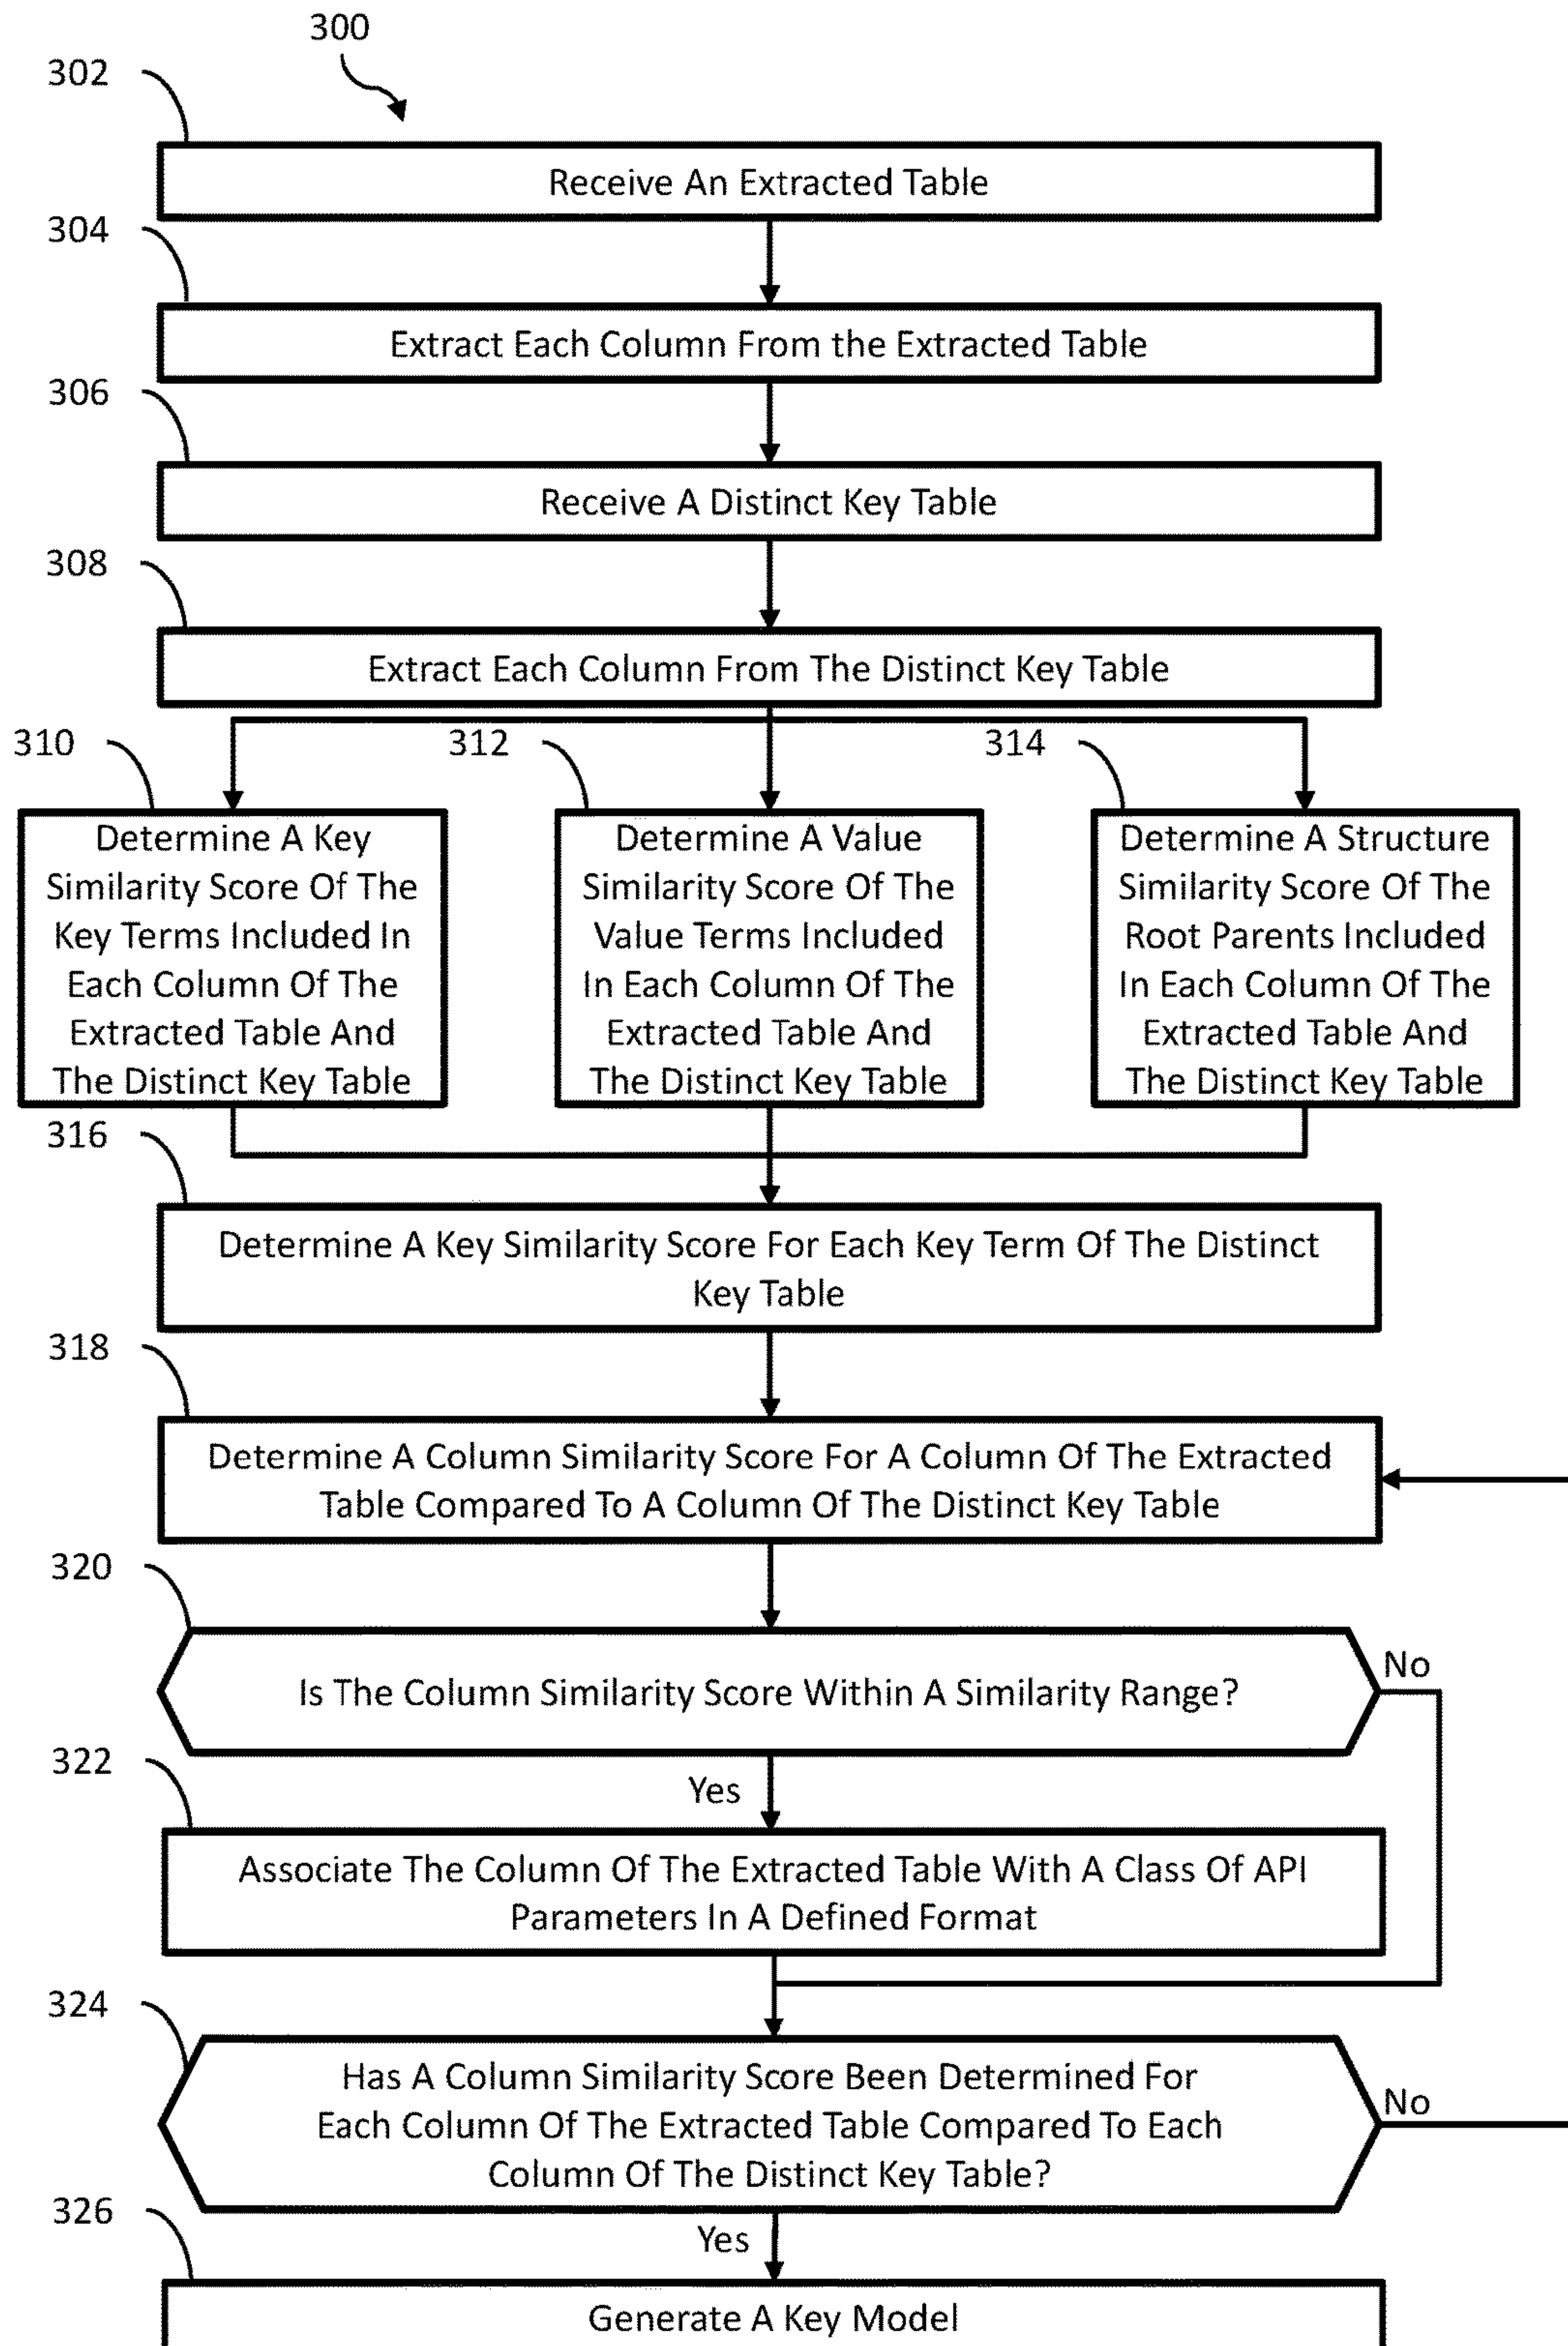 300
302
Receive An Extracted Table
304
Extract Each Column From the Extracted Table
306
Receive A Distinct Key Table
308
Extract Each Column From The Distinct Key Table
310
Determine A Key
Similarity Score Of The
Key Terms Included In
Each Column Of The
Extracted Table And
The Distinct Key Table
312
Determine A Value
Similarity Score Of The
Value Terms Included
In Each Column Of The
Extracted Table And
The Distinct Key Table
314
Determine A Structure
Similarity Score Of The
Root Parents Included
In Each Column Of The
Extracted Table And
The Distinct Key Table
316
Determine A Key Similarity Score For Each Key Term Of The Distinct
Key Table
318
Determine A Column Similarity Score For A Column Of The Extracted
Table Compared To A Column Of The Distinct Key Table
320
Is The Column Similarity Score Within A Similarity Range?
No
Yes
322
Associate The Column Of The Extracted Table With A Class Of API
Parameters In A Defined Format
324
Has A Column Similarity Score Been Determined For
Each Column Of The Extracted Table Compared To Each
Column Of The Distinct Key Table?
No
Yes
326
Generate A Key Model